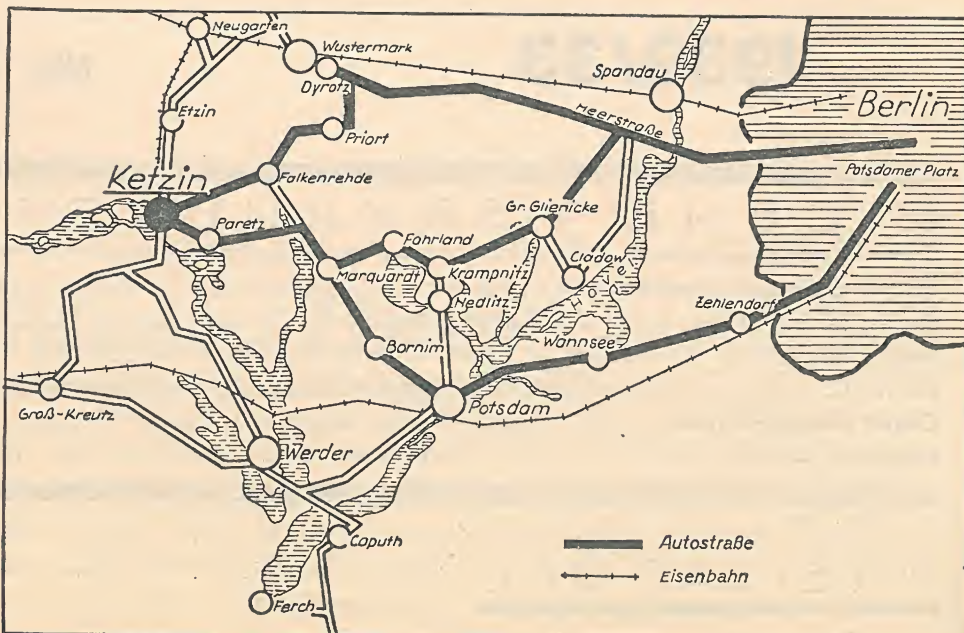 Neugarten
Wustermark
Dyrotz
Spandau
Berlin
Etzin
Priort
Heerstraße
Potsdamer Platz
Ketzin
Falkenrehde
Paretz
Gr. Glienicke
Fahrland
Cladow
Marquardt
Krampnitz
Havel
Nedlitz
Zehlendorf
Bornim
Wannsee
Groß-Kreutz
Potsdam
Werder
Caputh
Ferch
Autostraße
Eisenbahn